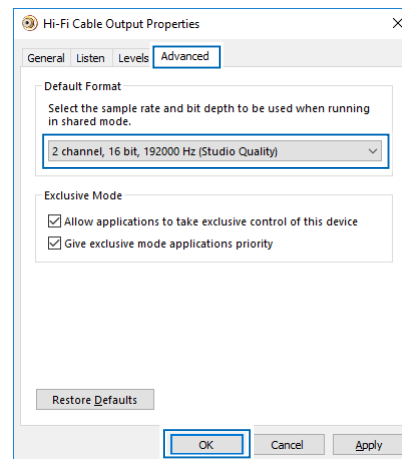 Hi-Fi Cable Output Properties
General Listen Levels Advanced
Default Format
Select the sample rate and bit depth to be used when running
in shared mode.
2 channel, 16 bit, 192000 Hz (Studio Quality)
Exclusive Mode
Allow applications to take exclusive control of this device
Give exclusive mode applications priority
Restore Defaults
OK Cancel Apply